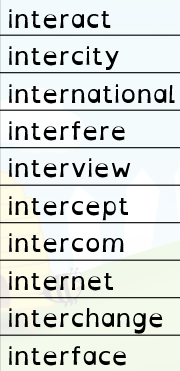 interact
intercity
international
interfere
interview
intercept
intercom
internet
interchange
interface